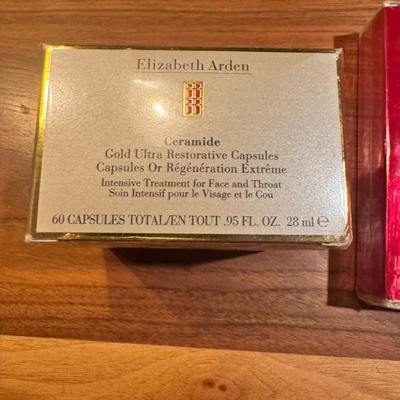 Elizabeth Arden
Ceramide
Gold Ultra Restorative Capsules
Capsules Or Régénération Extrême
Intensive Treatment for Face and Throat
Soin Intensif pour le Visage et le Cou
60 CAPSULES TOTAL/EN TOUT .95 FL. OZ. 28 ml ℮